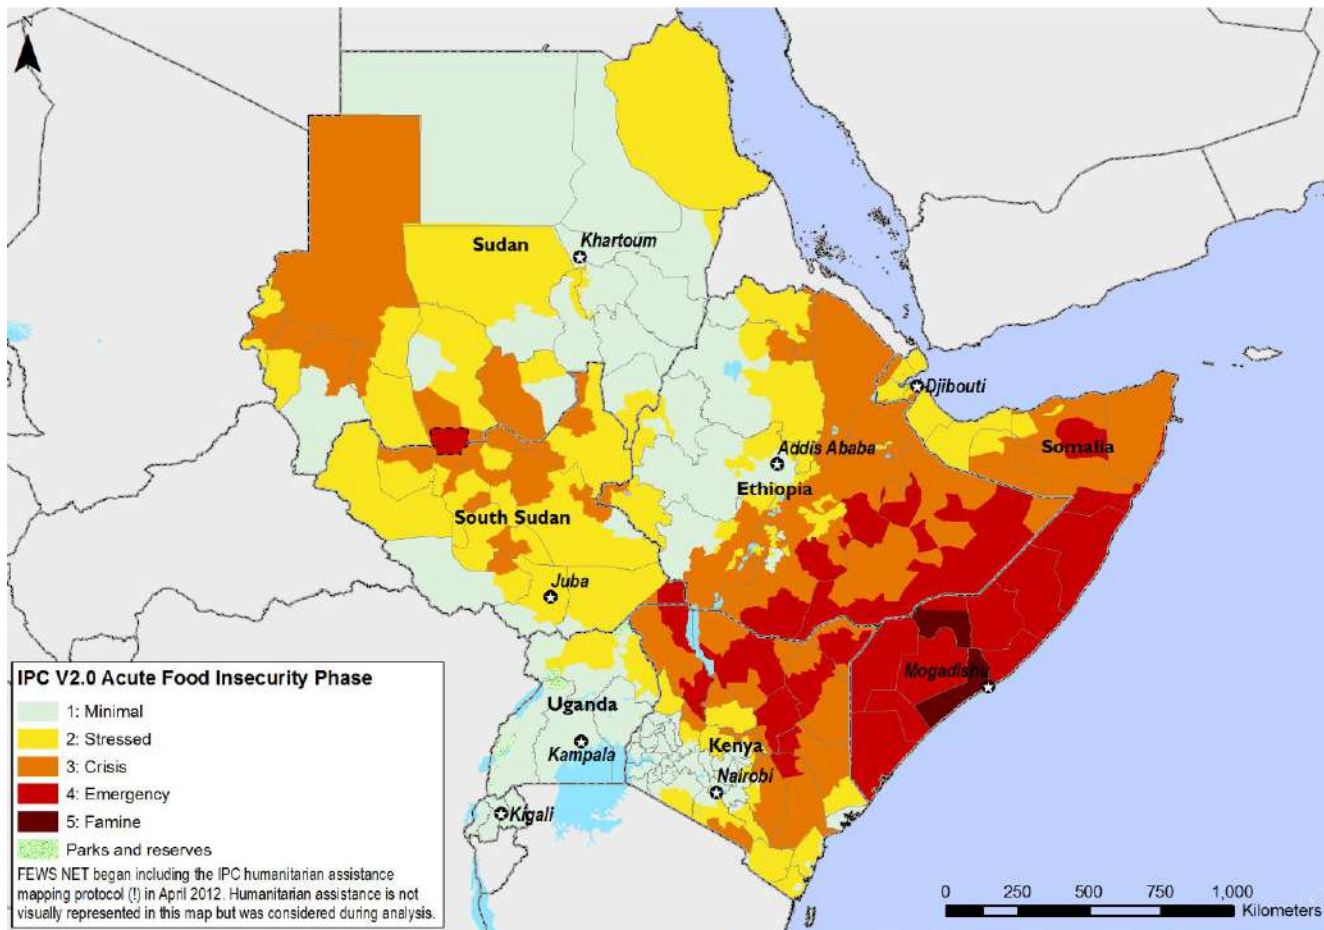 N
Sudan
Khartoum
Djibouti
Addis Ababa
Somalia
Ethiopia
South Sudan
Juba
Mogadishu
IPC V2.0 Acute Food Insecurity Phase
1: Minimal
2: Stressed
3: Crisis
4: Emergency
5: Famine
Parks and reserves
FEWS NET began including the IPC humanitarian assistance
mapping protocol (!) in April 2012. Humanitarian assistance is not
visually represented in this map but was considered during analysis.
Uganda
Kampala
Kenya
Nairobi
Kigali
0 250 500 750 1,000
Kilometers